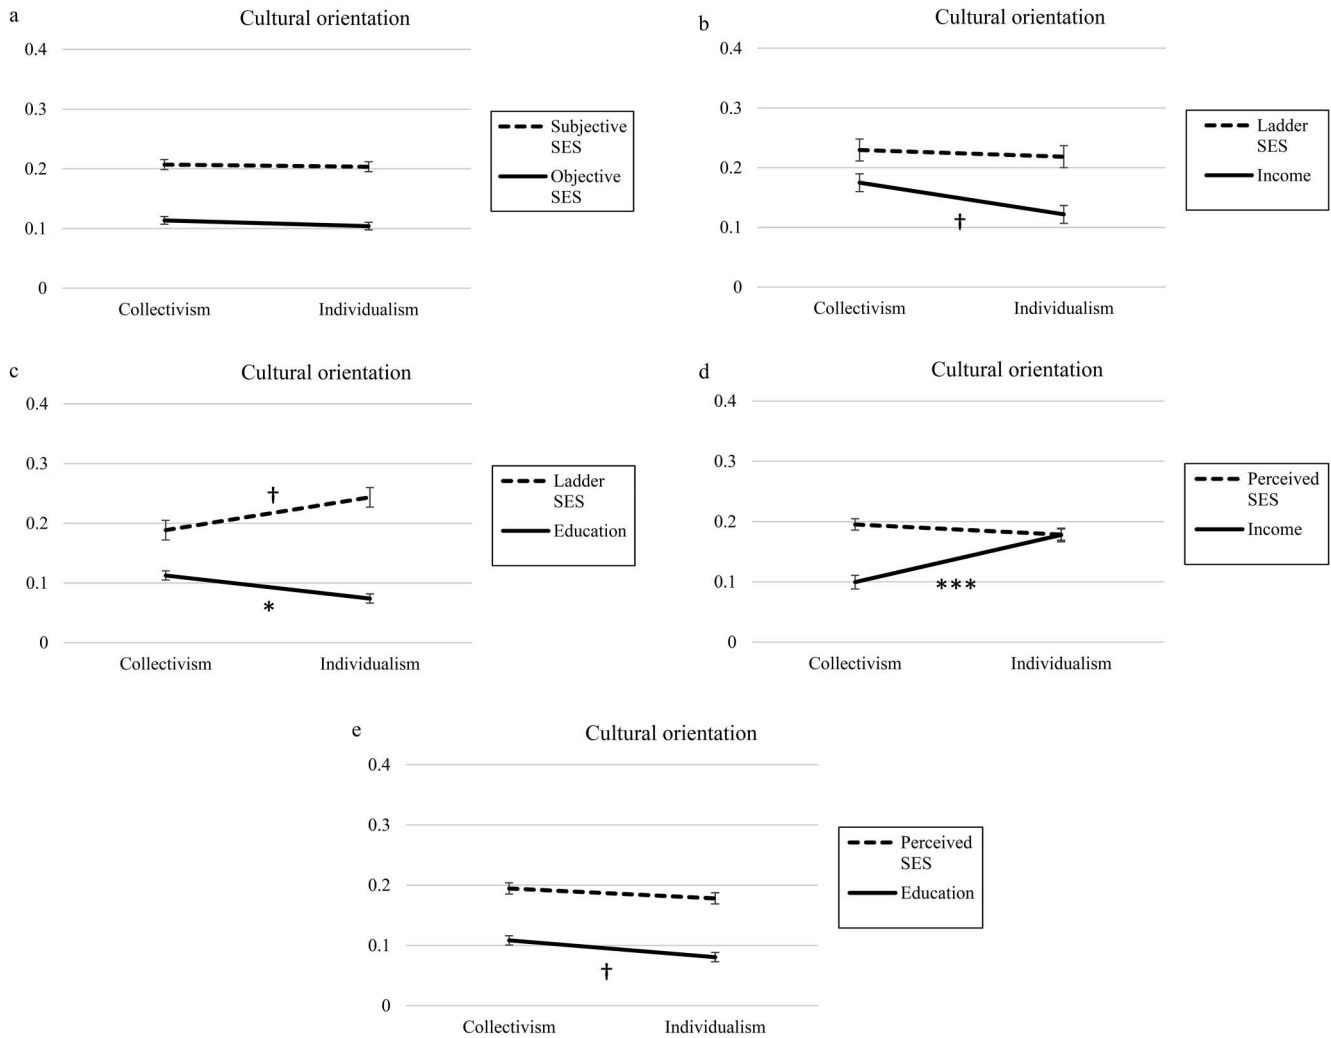 a
Cultural orientation
0.4
0.3
0.2
0.1
0
Collectivism
Individualism
Subjective
SES
Objective
SES
b
Cultural orientation
0.4
0.3
0.2
0.1
0
†
Collectivism
Individualism
Ladder
SES
Income
c
Cultural orientation
0.4
0.3
0.2
0.1
0
†
*
Collectivism
Individualism
Ladder
SES
Education
d
Cultural orientation
0.4
0.3
0.2
0.1
0
***
Collectivism
Individualism
Perceived
SES
Income
e
Cultural orientation
0.4
0.3
0.2
0.1
0
†
Collectivism
Individualism
Perceived
SES
Education